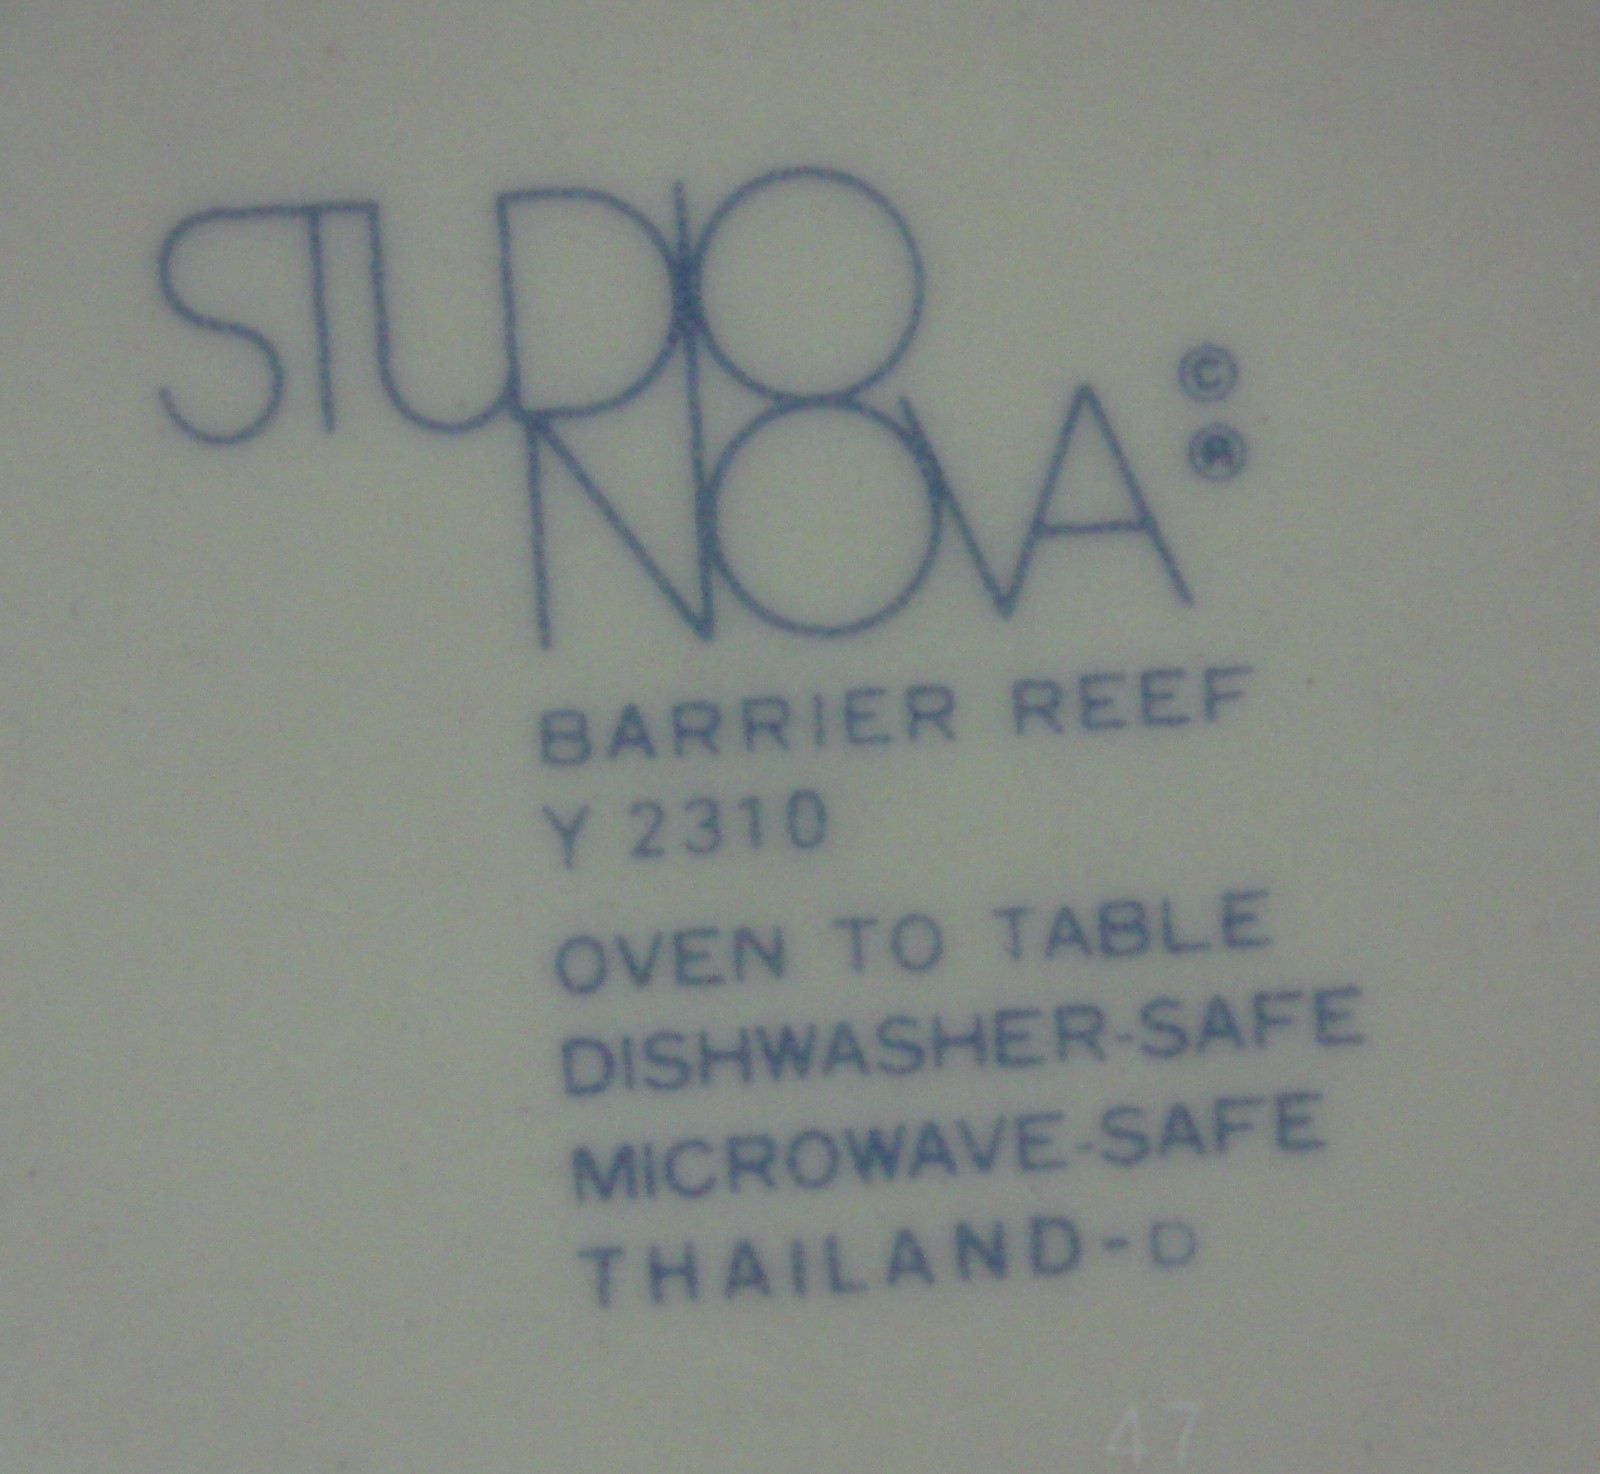 STUDIO
NOVA © ®
BARRIER REEF
Y 2310
OVEN TO TABLE
DISHWASHER-SAFE
MICROWAVE-SAFE
THAILAND-D
47